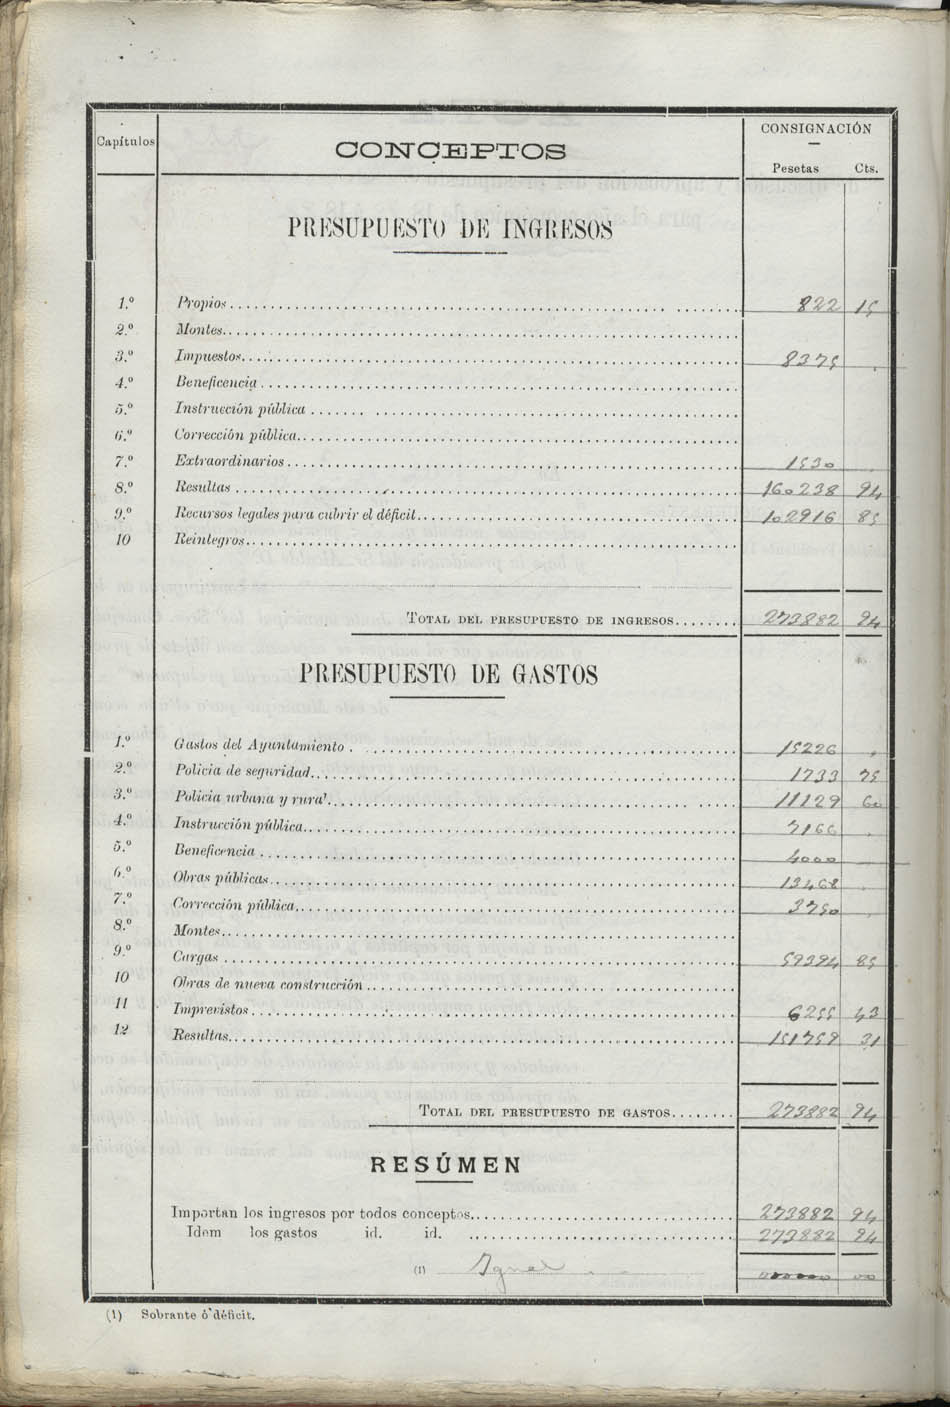 Capítulos CONCEPTOS CONSIGNACIÓN
Pesetas Cts.
PRESUPUESTO DE INGRESOS
1.º Propios 822 15
2.º Montes
3.º Impuestos 8375 .
4.º Beneficencia
5.º Instrucción pública
6.º Corrección pública
7.º Extraordinarios 1530 .
8.º Resultas 160238 94
9.º Recursos legales para cubrir el déficit 102916 85
10 Reintegros
TOTAL DEL PRESUPUESTO DE INGRESOS 273882 94
PRESUPUESTO DE GASTOS
1.º Gastos del Ayuntamiento 15226 .
2.º Policia de seguridad 1733 75
3.º Policia urbana y rural 11129 60
4.º Instrucción pública 7166 .
5.º Beneficencia 4000
6.º Obras públicas 13468 .
7.º Corrección pública 3750 .
8.º Montes
9.º Cargas 59394 85
10 Obras de nueva construcción
11 Imprevistos 6255 43
12 Resultas 151759 31
TOTAL DEL PRESUPUESTO DE GASTOS 273882 94
RESÚMEN
Importan los ingresos por todos conceptos 273882 94
Idem los gastos id. id. 273882 94
(1) Igual 000000 00
(1) Sobrante ó déficit.